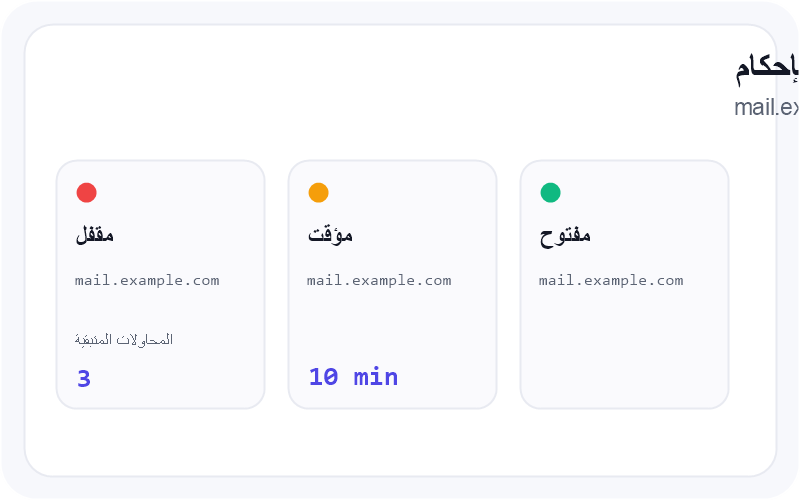 إحكام
mail.ex
مقفل
mail.example.com
المحاولات المتبقية
3
مؤقت
mail.example.com
10 min
مفتوح
mail.example.com